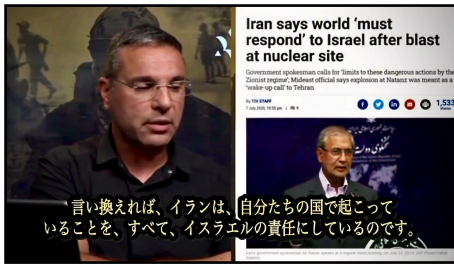 Iran says world ‘must
respond’ to Israel after blast
at nuclear site
Government spokesman calls for ‘limits to these dangerous actions by the
Zionist regime’; Mideast official says explosion at Natanz was meant as a
‘wake-up call’ to Tehran
By TOI STAFF
7 July 2020, 10:55 pm
1,533
言い換えれば、イランは、自分たちの国で起こって
いることを、すべて、イスラエルの責任にしているのです。